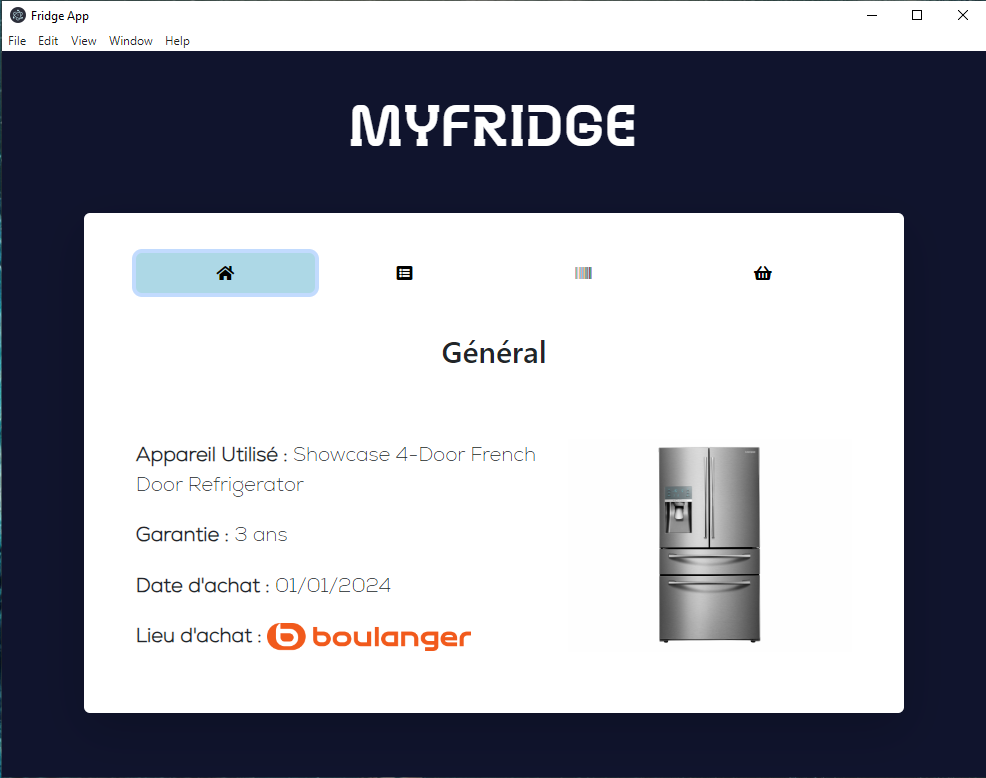 Fridge App
File Edit View Window Help
MYFRIDGE
Général
Appareil Utilisé : Showcase 4-Door French
Door Refrigerator
Garantie : 3 ans
Date d'achat : 01/01/2024
Lieu d'achat : boulanger